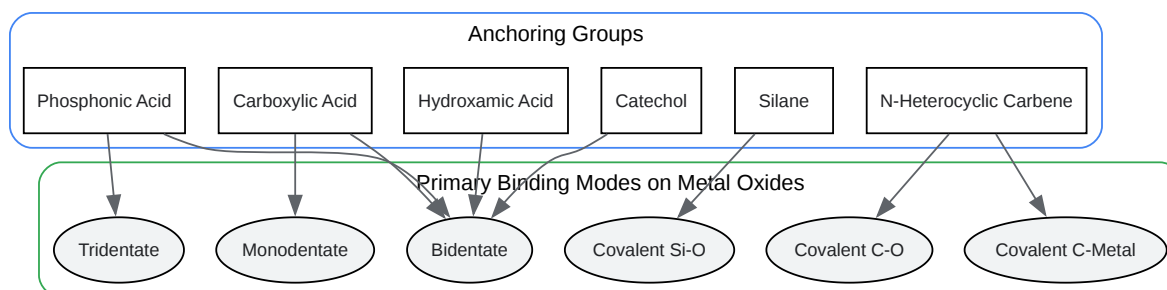 Anchoring Groups
Phosphonic Acid
Carboxylic Acid
Hydroxamic Acid
Catechol
Silane
N-Heterocyclic Carbene
Primary Binding Modes on Metal Oxides
Tridentate
Monodentate
Bidentate
Covalent Si-O
Covalent C-O
Covalent C-Metal